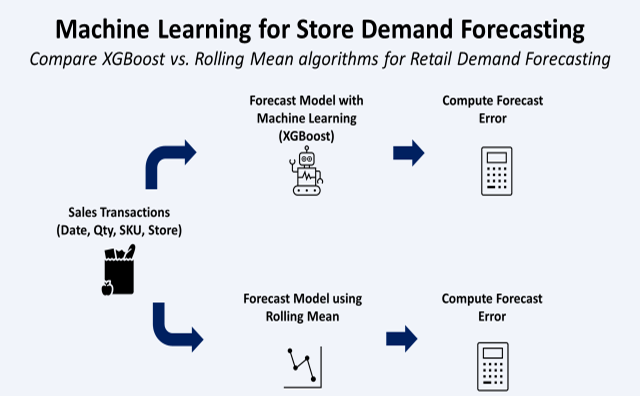 Machine Learning for Store Demand Forecasting
Compare XGBoost vs. Rolling Mean algorithms for Retail Demand Forecasting
Forecast Model with
Machine Learning
(XGBoost)
Compute Forecast
Error
Sales Transactions
(Date, Qty, SKU, Store)
Forecast Model using
Rolling Mean
Compute Forecast
Error